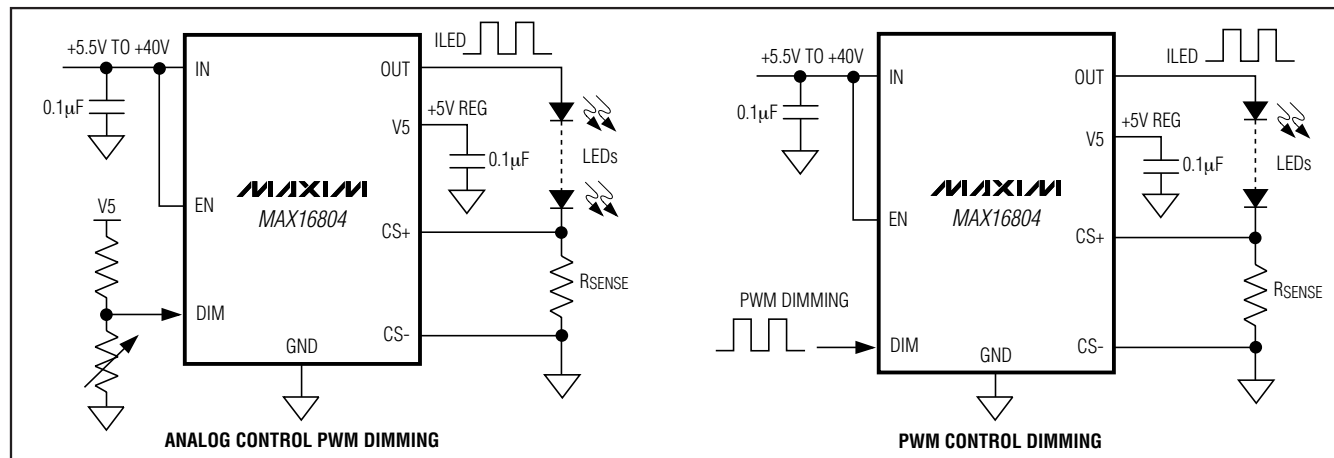 +5.5V TO +40V
IN
0.1µF
V5
EN
DIM
MAXIM
MAX16804
GND
OUT
V5
CS+
CS-
ILED
+5V REG
0.1µF
LEDs
RSENSE
ANALOG CONTROL PWM DIMMING
+5.5V TO +40V
IN
0.1µF
EN
PWM DIMMING
DIM
MAXIM
MAX16804
GND
OUT
V5
CS+
CS-
ILED
+5V REG
0.1µF
LEDs
RSENSE
PWM CONTROL DIMMING